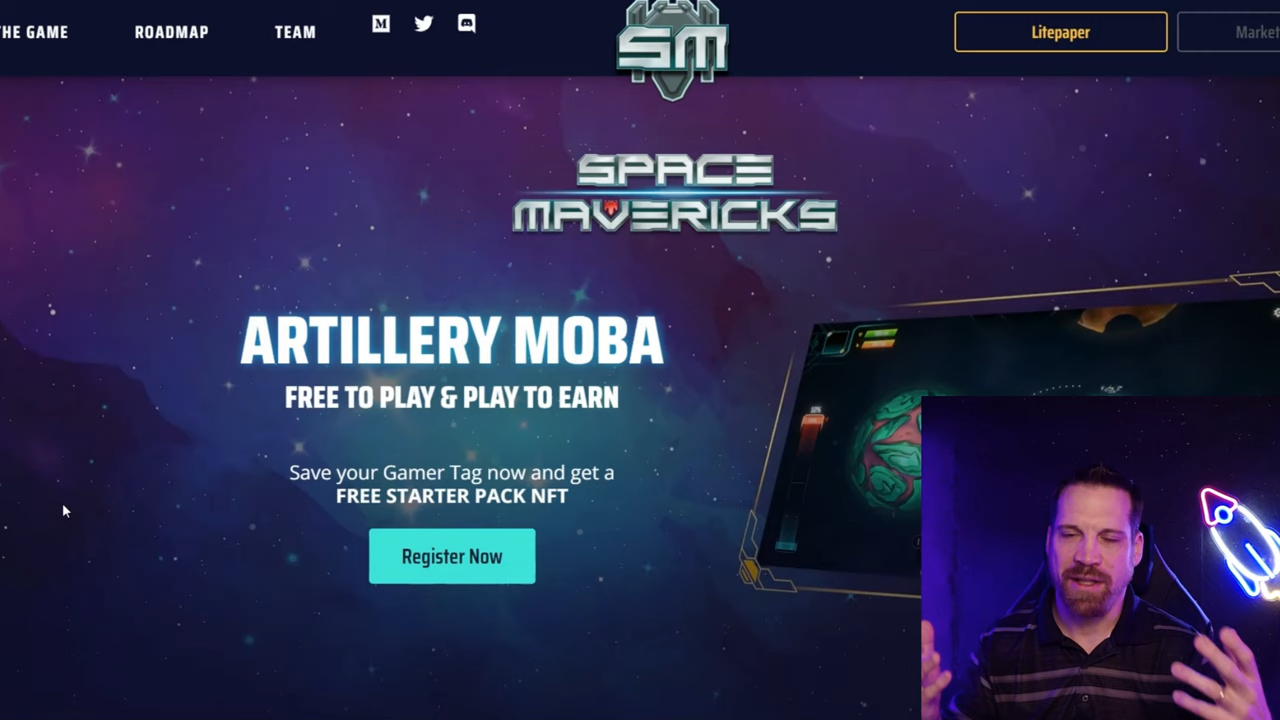 THE GAME
ROADMAP
TEAM
M
SM
Litepaper
Market
SPACE
MAVERICKS
ARTILLERY MOBA
FREE TO PLAY & PLAY TO EARN
Save your Gamer Tag now and get a
FREE STARTER PACK NFT
Register Now